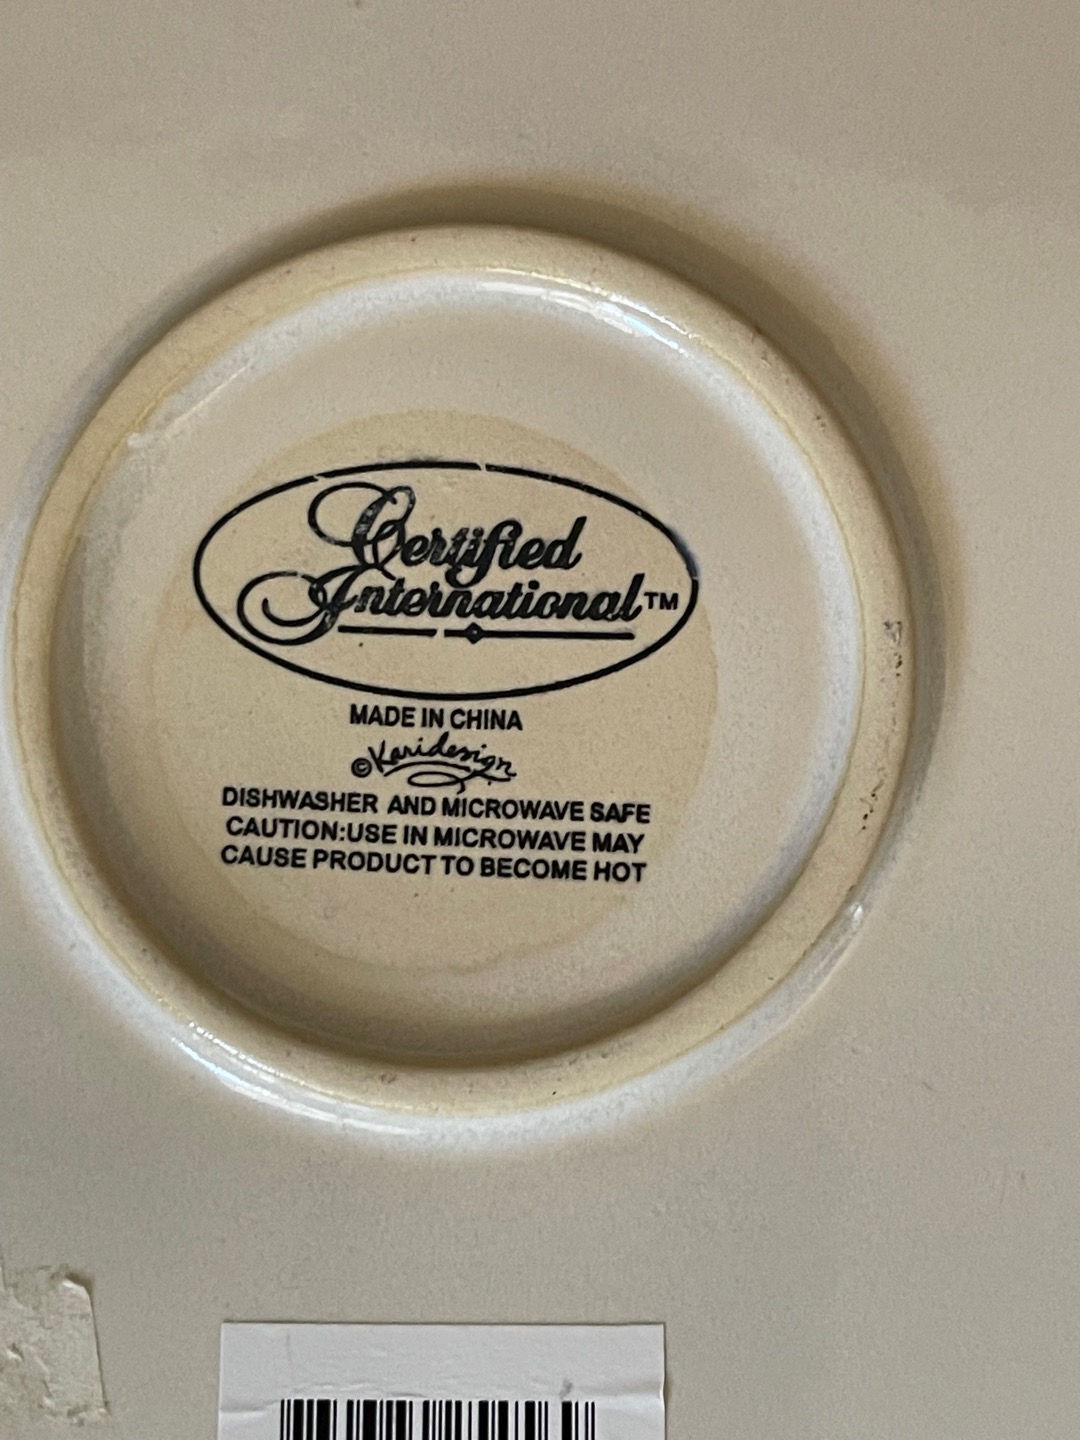 Certified
International™
MADE IN CHINA
©Karidesign
DISHWASHER AND MICROWAVE SAFE
CAUTION:USE IN MICROWAVE MAY
CAUSE PRODUCT TO BECOME HOT